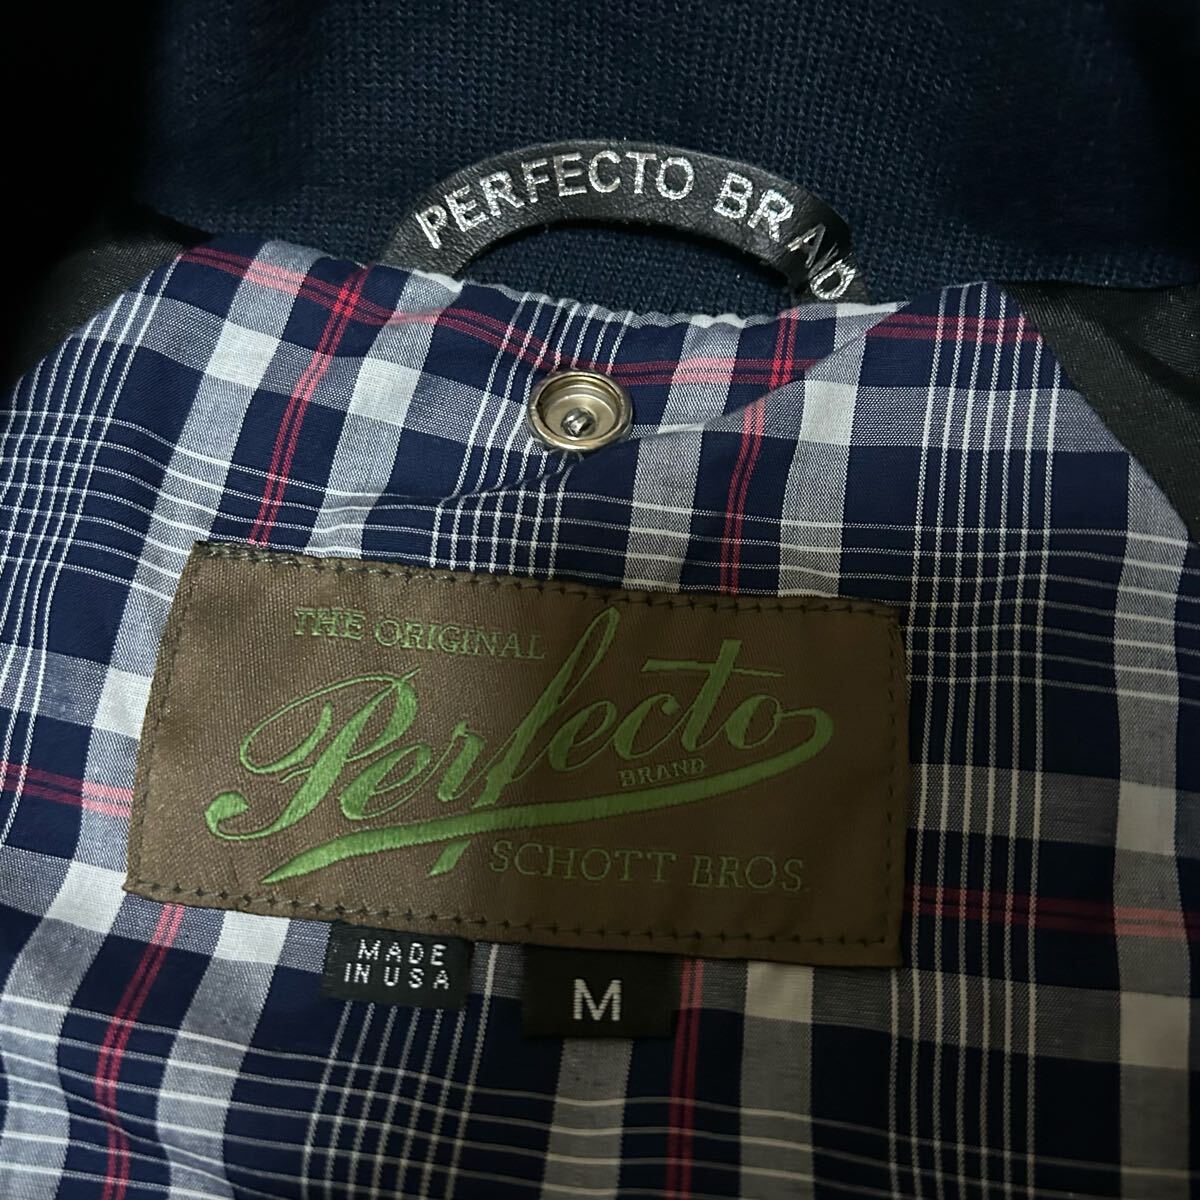 PERFECTO BRAND
THE ORIGINAL
Perfecto
BRAND
SCHOTT BROS.
MADE
IN USA
M